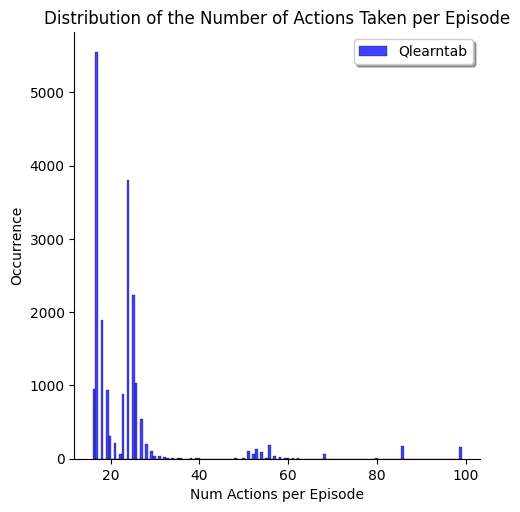 Distribution of the Number of Actions Taken per Episode
Qlearntab
5000
4000
3000
2000
1000
0
Occurrence
20 40 60 80 100
Num Actions per Episode